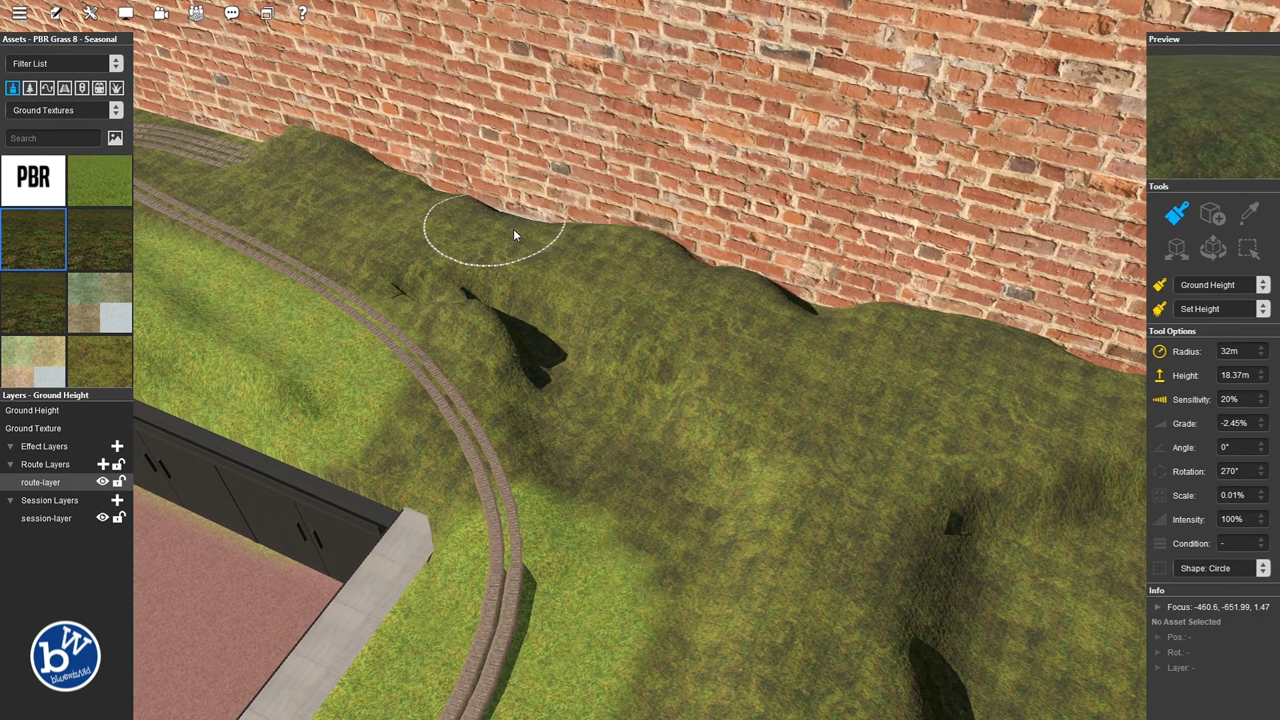 ?
Assets - PBR Grass 8 - Seasonal
Filter List
Ground Textures
Search
PBR
Layers - Ground Height
Ground Height
Ground Texture
Effect Layers
Route Layers
route-layer
Session Layers
session-layer
bW
bluewizard
Preview
Tools
Ground Height
Set Height
Tool Options
Radius: 32m
Height: 18.37m
Sensitivity: 20%
Grade: -2.45%
Angle: 0°
Rotation: 270°
Scale: 0.01%
Intensity: 100%
Condition: -
Shape: Circle
Info
Focus: -460.6, -651.99, 1.47
No Asset Selected
Pos.: -
Rot.: -
Layer: -